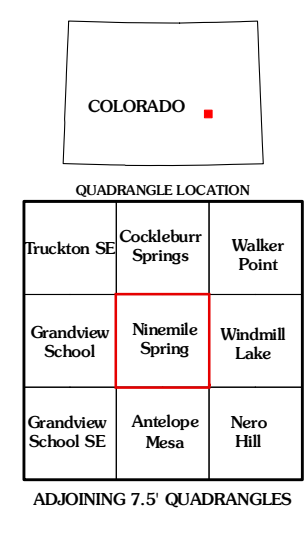 COLORADO
QUADRANGLE LOCATION
Truckton SE
Cockleburr
Springs
Walker
Point
Grandview
School
Ninemile
Spring
Windmill
Lake
Grandview
School SE
Antelope
Mesa
Nero
Hill
ADJOINING 7.5' QUADRANGLES